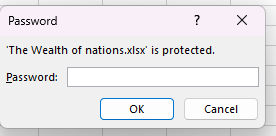 Password ? ×
'The Wealth of nations.xlsx' is protected.
Password:
OK Cancel